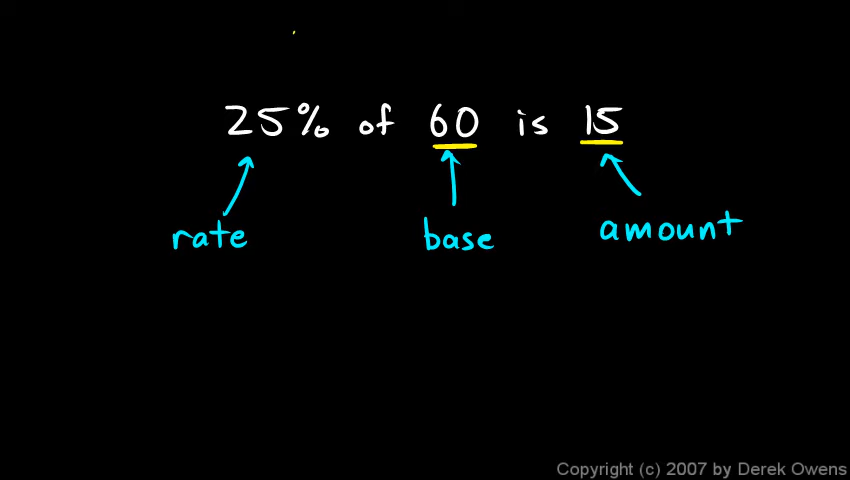 25% of 60 is 15
rate base amount
Copyright (c) 2007 by Derek Owens